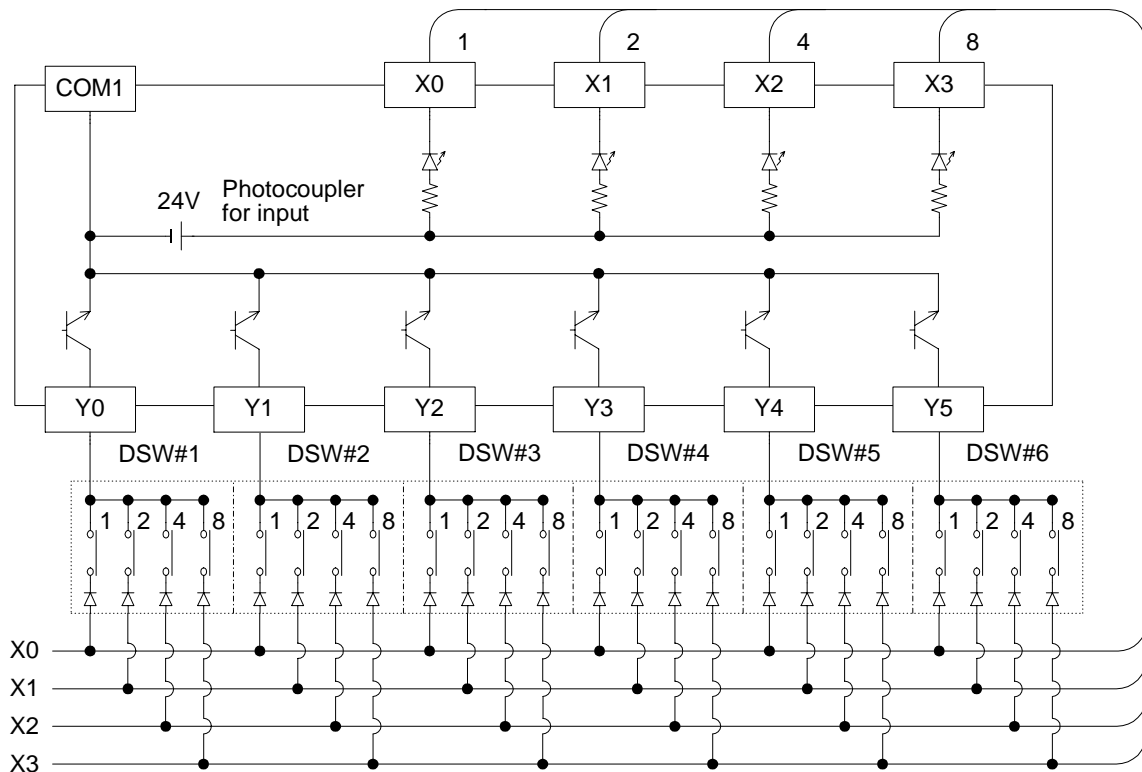 1 2 4 8
COM1 X0 X1 X2 X3
24V Photocoupler
for input
Y0 Y1 Y2 Y3 Y4 Y5
DSW#1 DSW#2 DSW#3 DSW#4 DSW#5 DSW#6
1 2 4 8 1 2 4 8 1 2 4 8 1 2 4 8 1 2 4 8 1 2 4 8
X0
X1
X2
X3